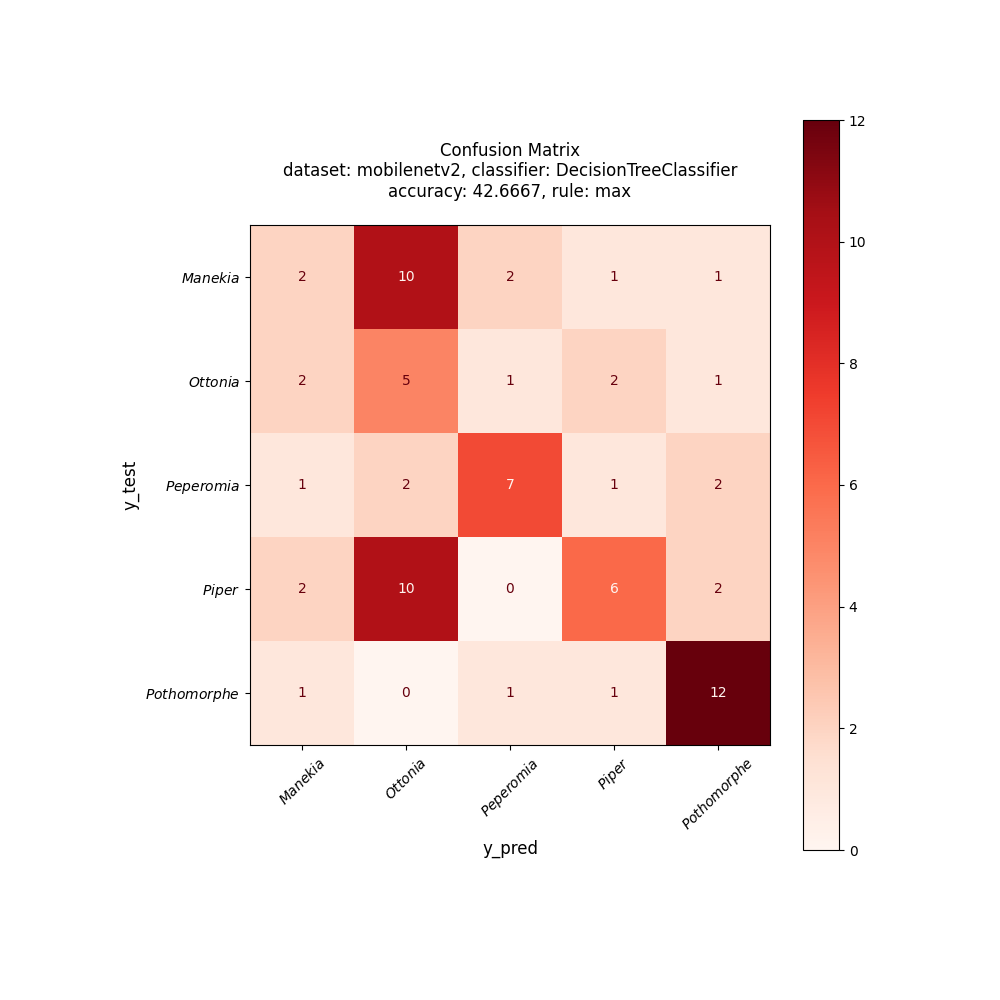 Confusion Matrix
dataset: mobilenetv2, classifier: DecisionTreeClassifier
accuracy: 42.6667, rule: max
y_test
Manekia 2 10 2 1 1
Ottonia 2 5 1 2 1
Peperomia 1 2 7 1 2
Piper 2 10 0 6 2
Pothomorphe 1 0 1 1 12
Manekia Ottonia Peperomia Piper Pothomorphe
y_pred
12
10
8
6
4
2
0